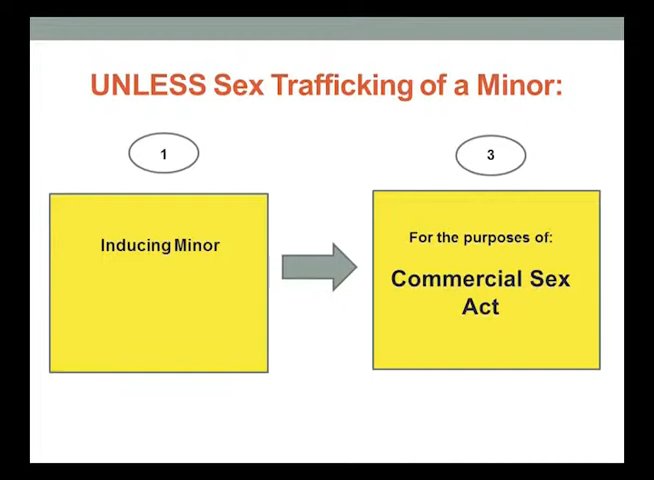 UNLESS Sex Trafficking of a Minor:
1
3
Inducing Minor
For the purposes of:
Commercial Sex
Act